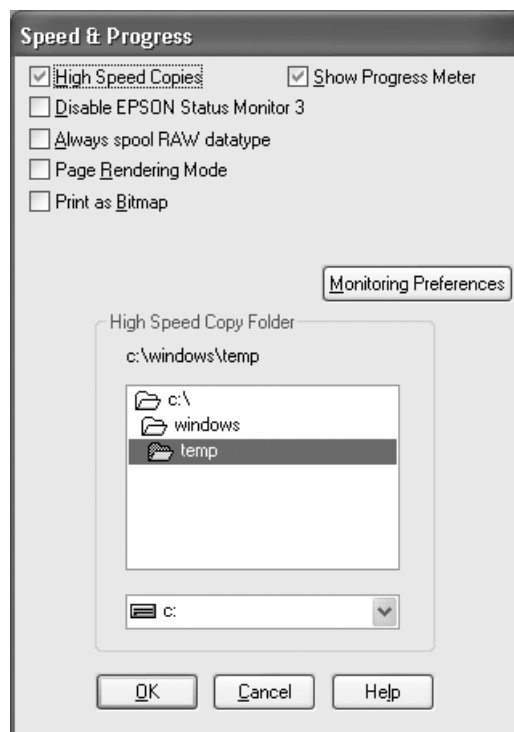 Speed & Progress
High Speed Copies Show Progress Meter
Disable EPSON Status Monitor 3
Always spool RAW datatype
Page Rendering Mode
Print as Bitmap
Monitoring Preferences
High Speed Copy Folder
c:\windows\temp
c:\
windows
temp
c:
OK Cancel Help